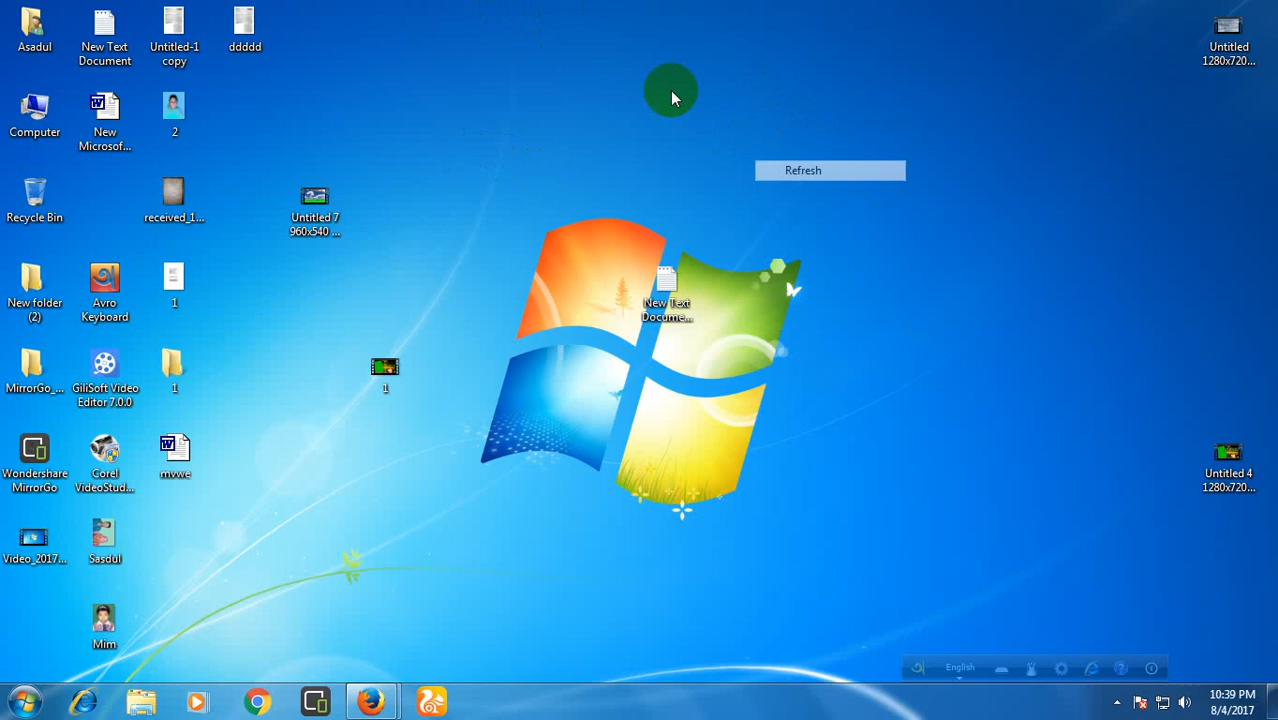 Asadul
New Text
Document
Untitled-1
copy
ddddd
Untitled
1280x720...
Computer
New
Microsof...
2
Refresh
Recycle Bin
received_1...
Untitled 7
960x540 ...
New folder
(2)
Avro
Keyboard
1
New Text
Docume...
MirrorGo_...
GiliSoft Video
Editor 7.0.0
1
1
Wondershare
MirrorGo
Corel
VideoStud...
mvwe
Untitled 4
1280x720...
Video_2017...
Sasdul
Mim
English
10:39 PM
8/4/2017